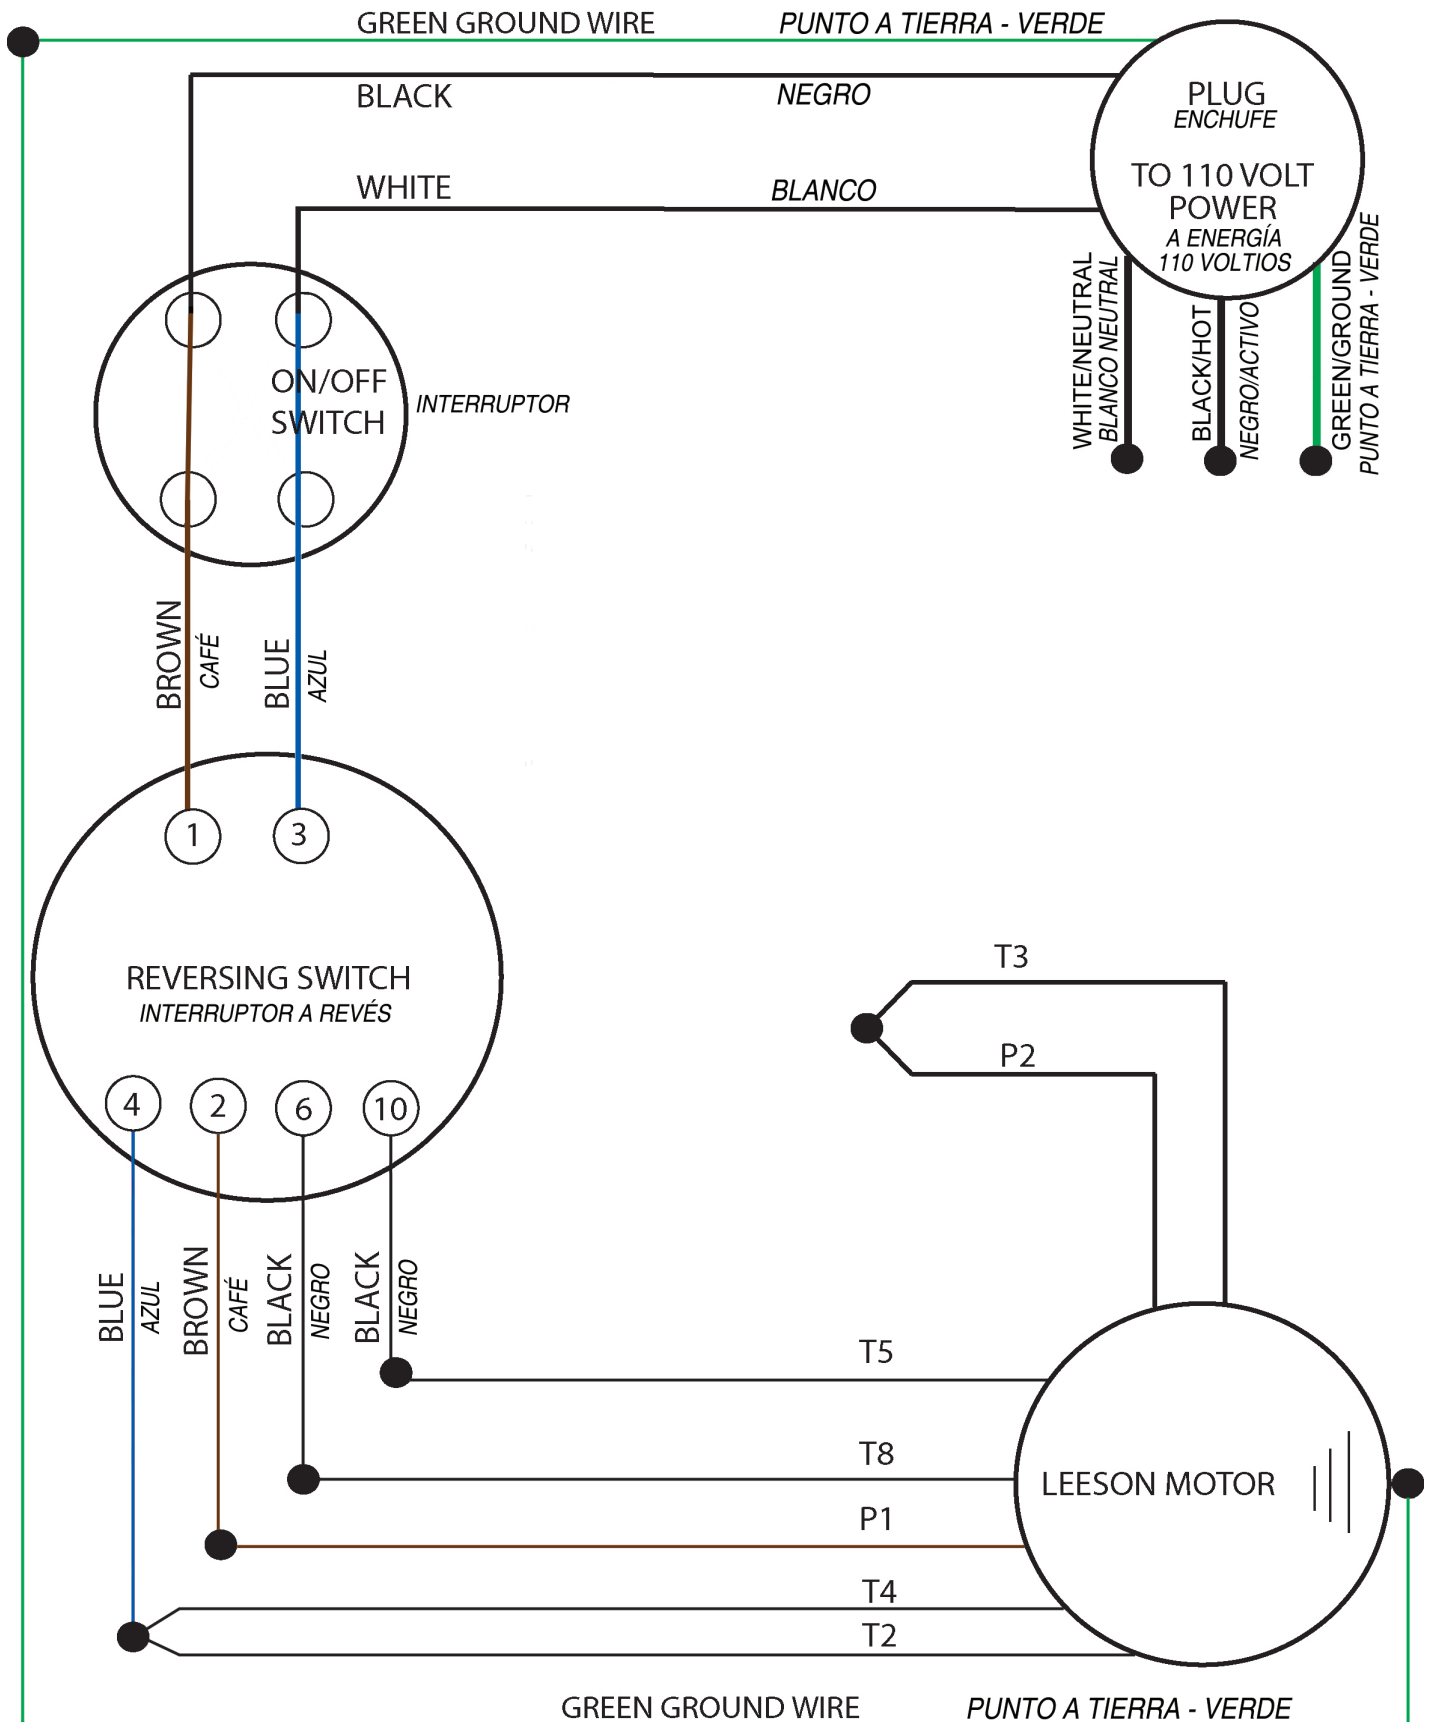 GREEN GROUND WIRE
PUNTO A TIERRA - VERDE
BLACK
NEGRO
PLUG
ENCHUFE
TO 110 VOLT
POWER
A ENERGÍA
110 VOLTIOS
WHITE
BLANCO
WHITE/NEUTRAL
BLANCO NEUTRAL
BLACK/HOT
NEGRO/ACTIVO
GREEN/GROUND
PUNTO A TIERRA - VERDE
ON/OFF
SWITCH
INTERRUPTOR
BROWN
CAFÉ
BLUE
AZUL
1
3
REVERSING SWITCH
INTERRUPTOR A REVÉS
4
2
6
10
T3
P2
BLUE
AZUL
BROWN
CAFÉ
BLACK
NEGRO
BLACK
NEGRO
T5
T8
LEESON MOTOR
P1
T4
T2
GREEN GROUND WIRE
PUNTO A TIERRA - VERDE